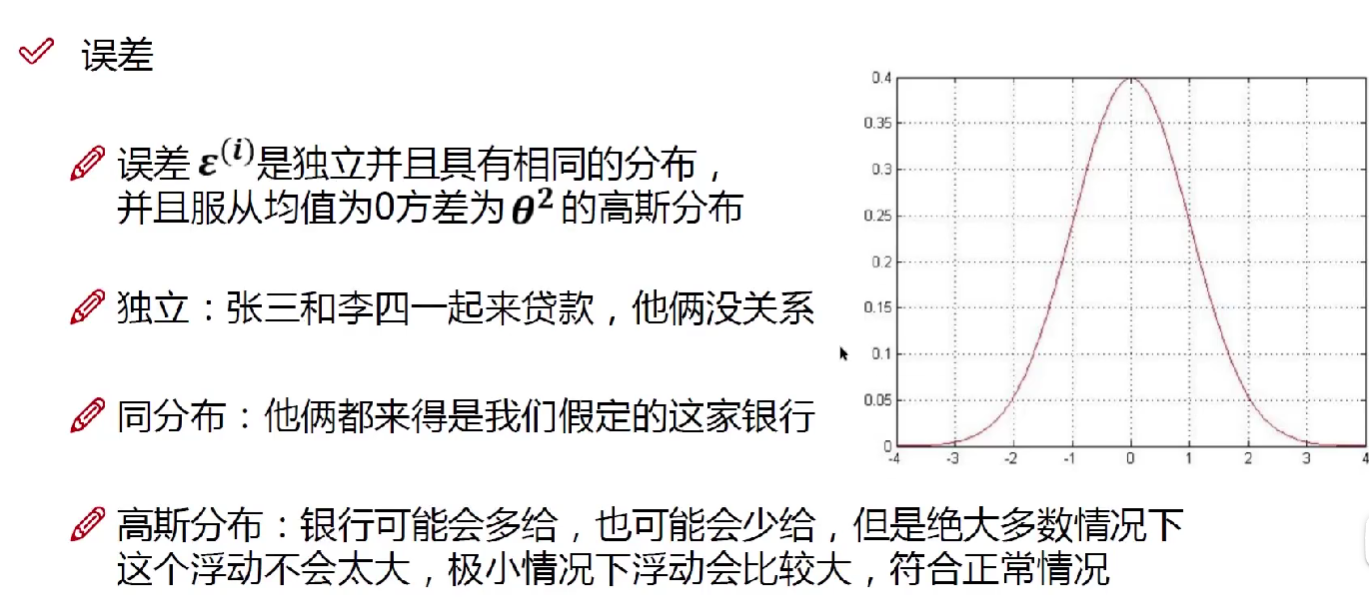 误差
误差 ε⁽ⁱ⁾是独立并且具有相同的分布，
并且服从均值为0方差为 θ² 的高斯分布
独立：张三和李四一起来贷款，他俩没关系
同分布：他俩都来得是我们假定的这家银行
高斯分布：银行可能会多给，也可能会少给，但是绝大多数情况下
这个浮动不会太大，极小情况下浮动会比较大，符合正常情况
0.4
0.35
0.3
0.25
0.2
0.15
0.1
0.05
0
-4 -3 -2 -1 0 1 2 3 4